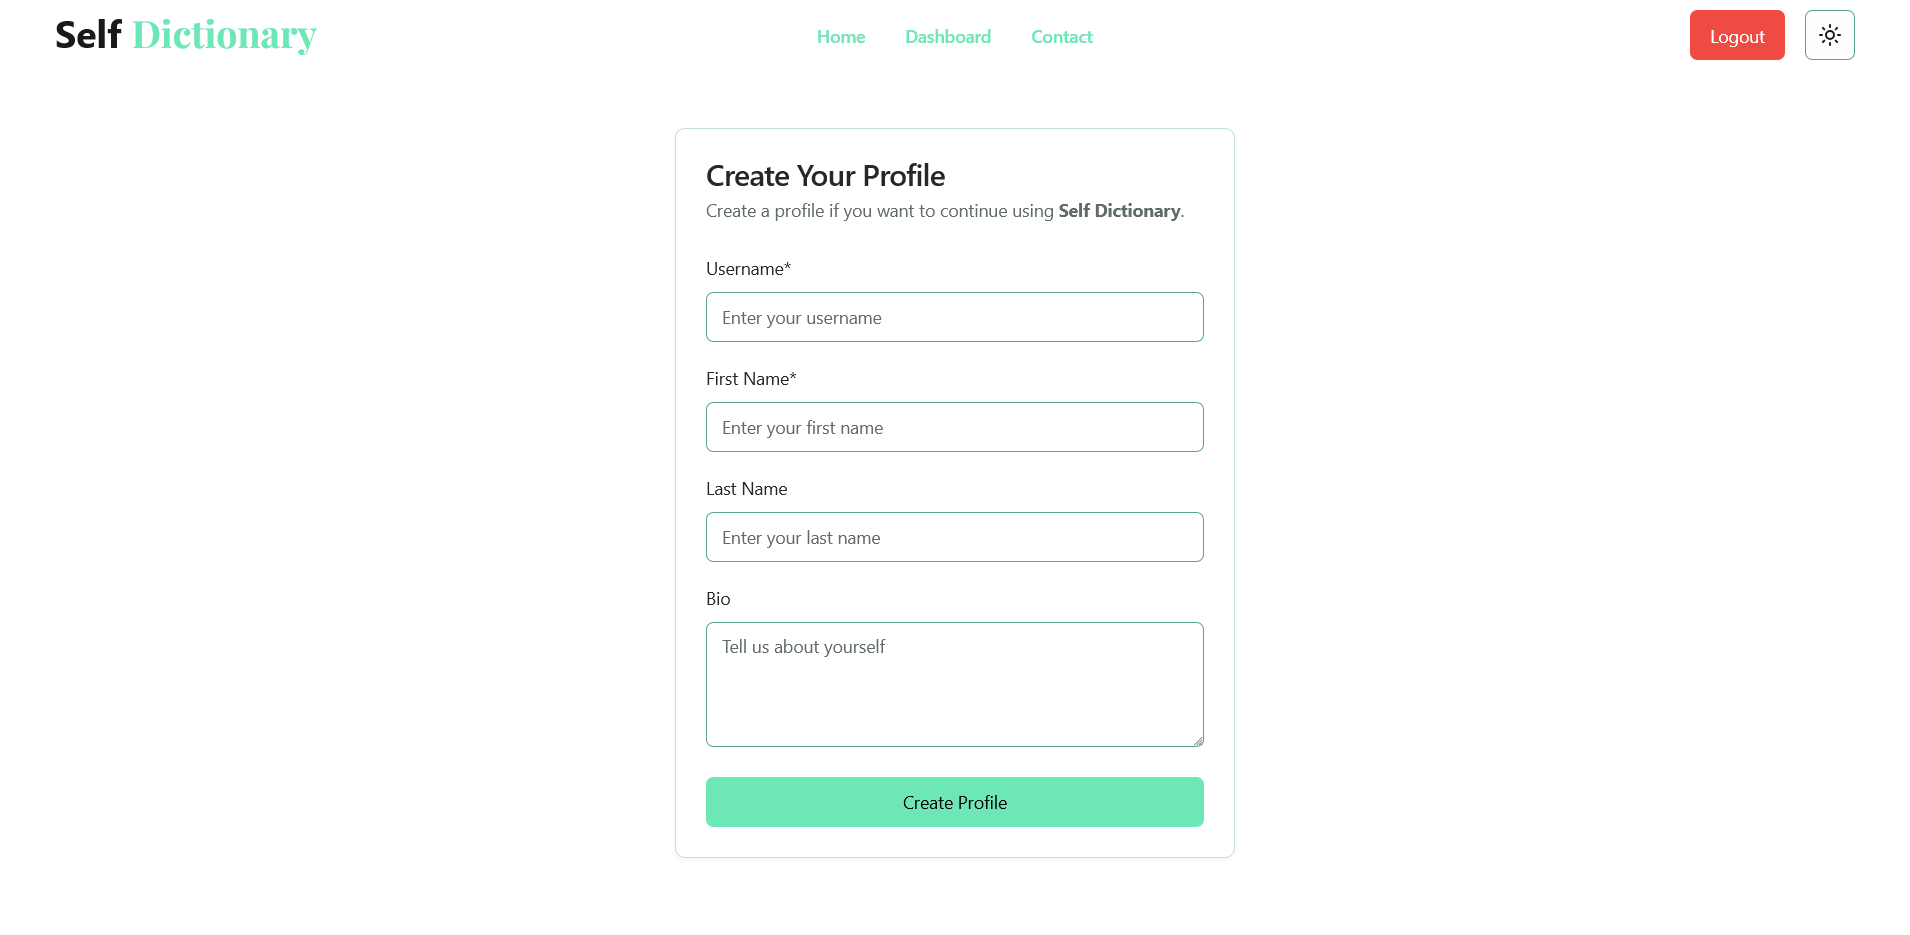 Self Dictionary
Home Dashboard Contact
Logout
Create Your Profile
Create a profile if you want to continue using Self Dictionary.
Username*
Enter your username
First Name*
Enter your first name
Last Name
Enter your last name
Bio
Tell us about yourself
Create Profile